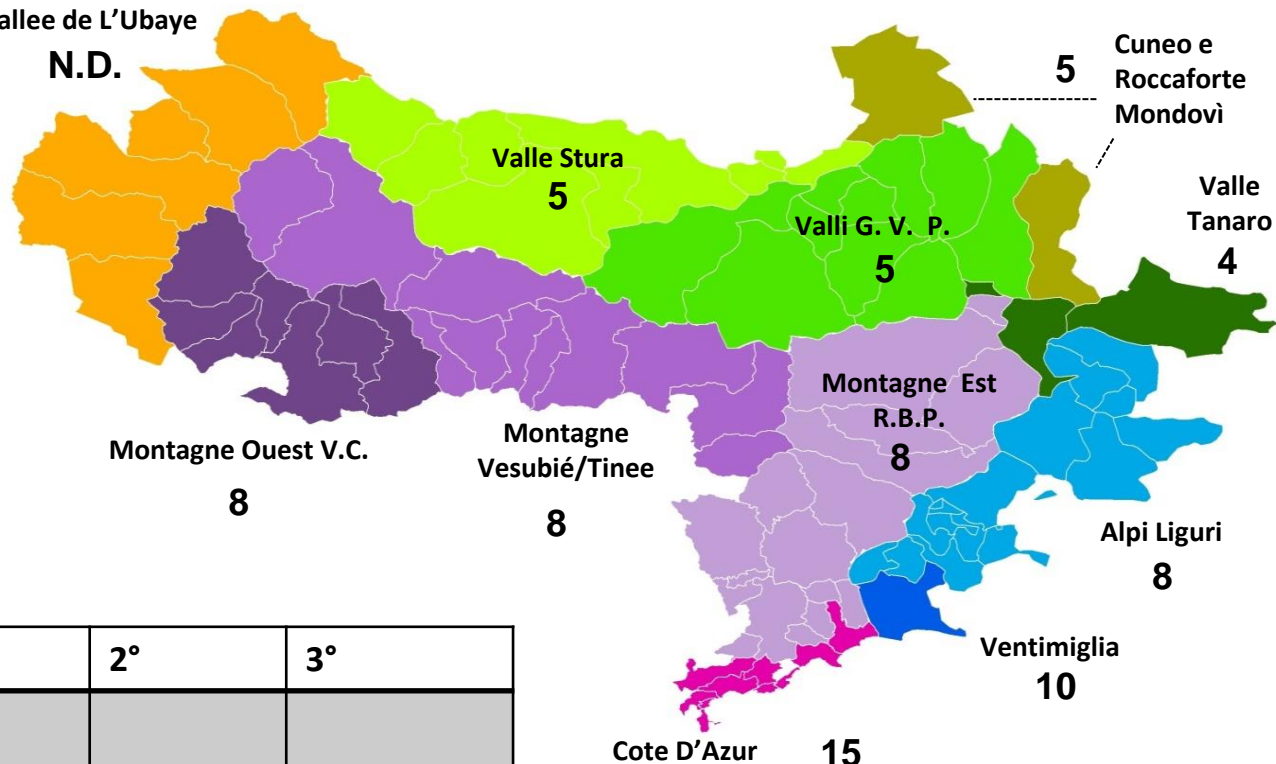 allee de L'Ubaye
N.D.
5
Cuneo e
Roccaforte
Mondovì
Valle Stura
5
Valli G. V. P.
5
Valle
Tanaro
4
Montagne Est
R.B.P.
8
Montagne Ouest V.C.
8
Montagne
Vesubié/Tinee
8
Alpi Liguri
8
Ventimiglia
10
Cote D'Azur 15
2° 3°